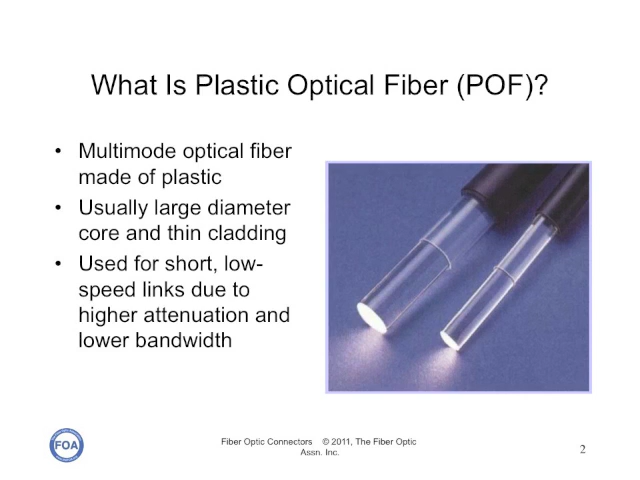 What Is Plastic Optical Fiber (POF)?
• Multimode optical fiber
made of plastic
• Usually large diameter
core and thin cladding
• Used for short, low-
speed links due to
higher attenuation and
lower bandwidth
FOA
Fiber Optic Connectors © 2011, The Fiber Optic
Assn. Inc.
2